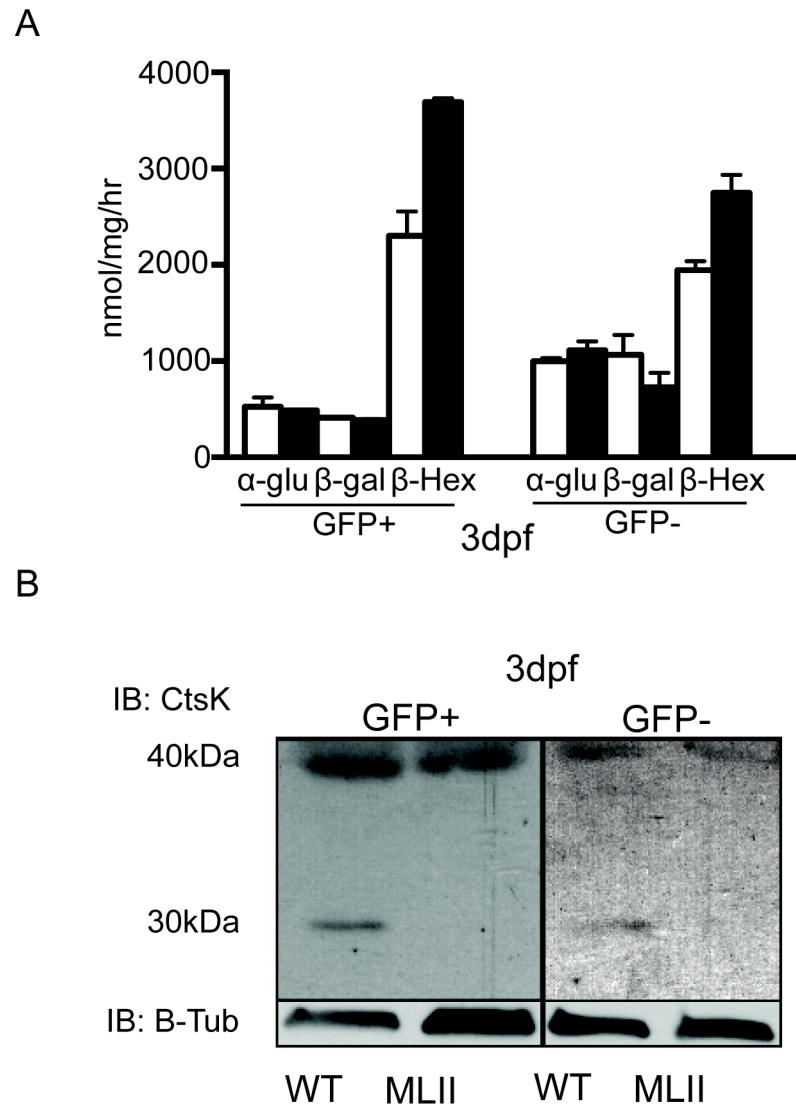 A
4000
3000
2000
1000
0
nmol/mg/hr
α-glu β-gal β-Hex α-glu β-gal β-Hex
GFP+ GFP-
3dpf
B
3dpf
IB: CtsK
GFP+ GFP-
40kDa
30kDa
IB: B-Tub
WT MLII WT MLII